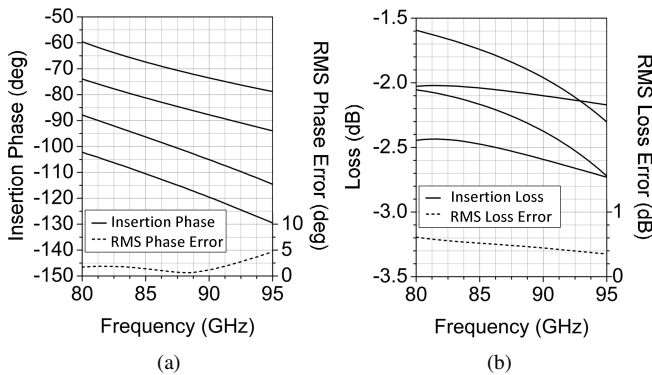 -50
-60
-70
-80
-90
-100
-110
-120
-130
-140
-150
Insertion Phase (deg)
80
85
90
95
Frequency (GHz)
10
5
0
RMS Phase Error (deg)
Insertion Phase
RMS Phase Error
(a)
-1.5
-2.0
-2.5
-3.0
-3.5
Loss (dB)
80
85
90
95
Frequency (GHz)
1
0
RMS Loss Error (dB)
Insertion Loss
RMS Loss Error
(b)